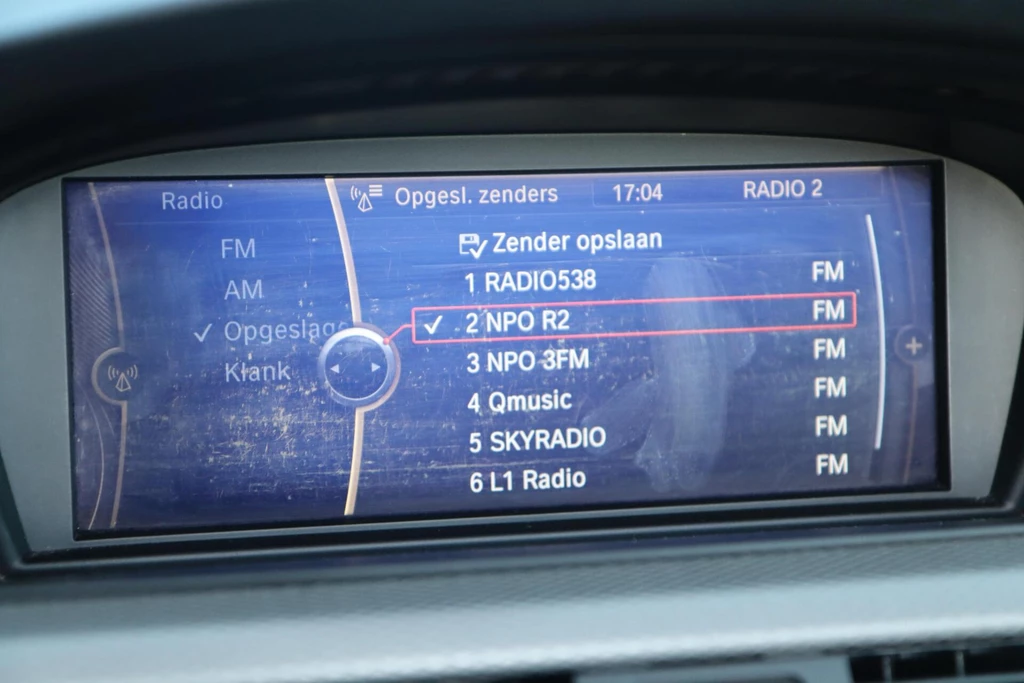 Radio
FM
AM
Opgeslage
Klank
Opgesl. zenders 17:04 RADIO 2
Zender opslaan
1 RADIO538 FM
2 NPO R2 FM
3 NPO 3FM FM
4 Qmusic FM
5 SKYRADIO FM
6 L1 Radio FM